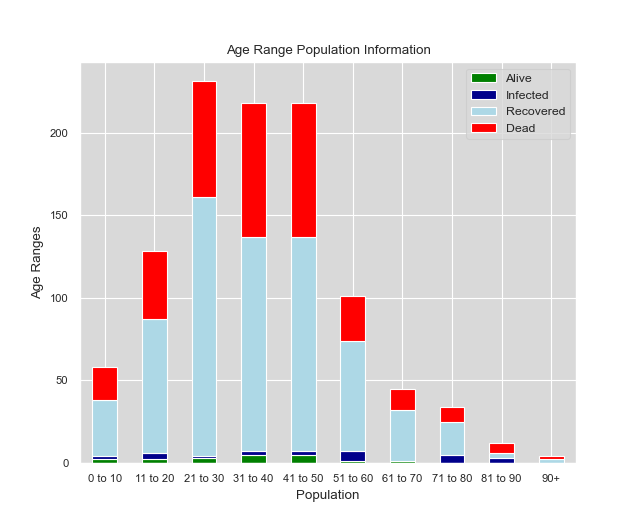 Age Range Population Information
Alive
Infected
Recovered
Dead
Age Ranges
200
150
100
50
0
0 to 10 11 to 20 21 to 30 31 to 40 41 to 50 51 to 60 61 to 70 71 to 80 81 to 90 90+
Population